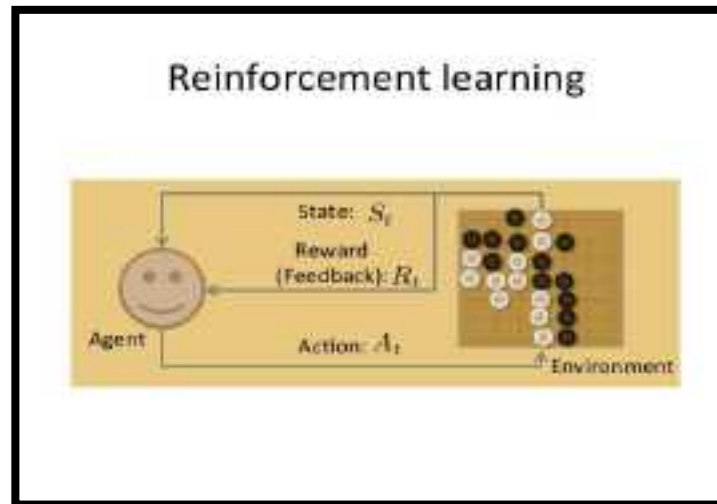 Reinforcement learning
State: S_t
Reward
(Feedback): R_t
Agent
Action: A_t
Environment